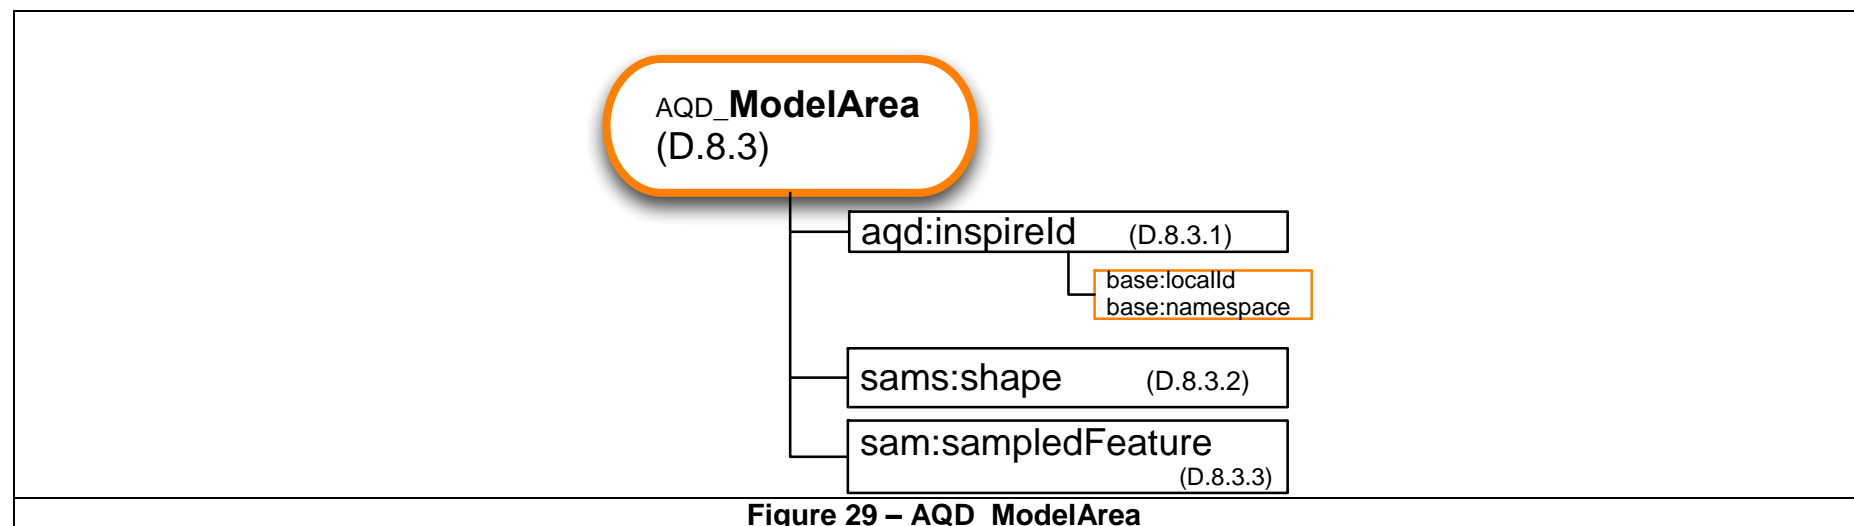 AQD_ModelArea
(D.8.3)
aqd:inspireId (D.8.3.1)
base:localId
base:namespace
sams:shape (D.8.3.2)
sam:sampledFeature
(D.8.3.3)
Figure 29 – AQD_ModelArea